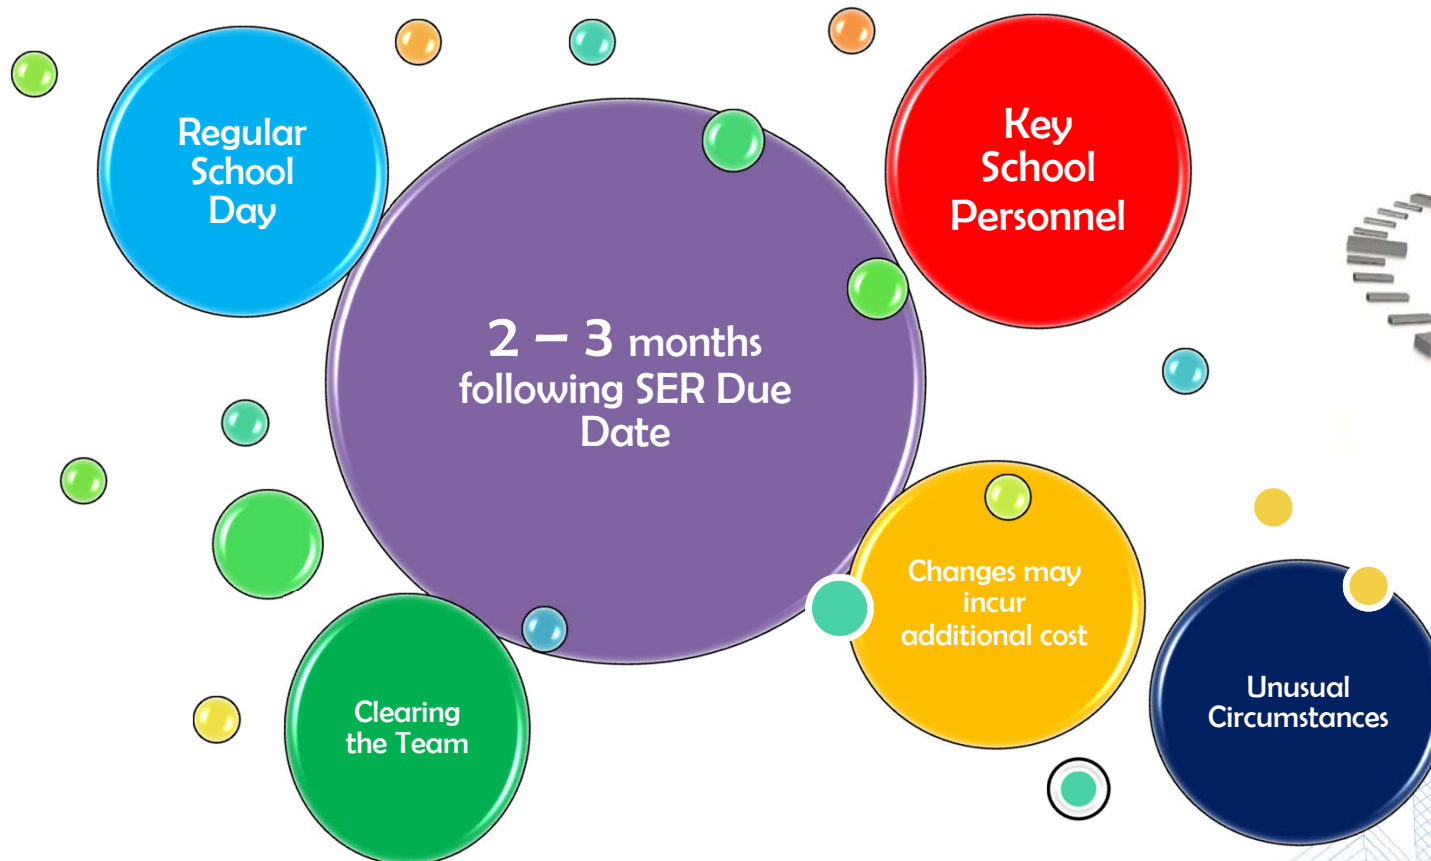 Regular
School
Day
Key
School
Personnel
2 – 3 months
following SER Due
Date
Changes may
incur
additional cost
Clearing
the Team
Unusual
Circumstances